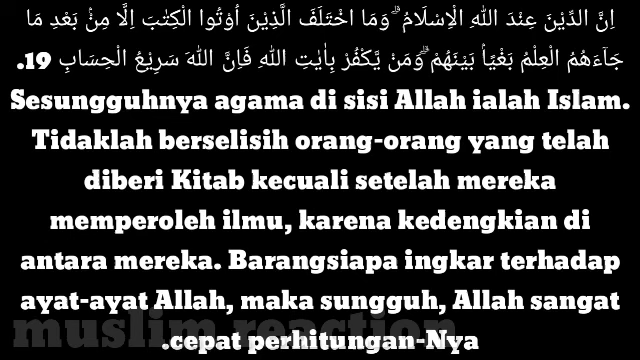 اِنَّ الدِّيْنَ عِنْدَ اللّٰهِ الْاِسْلَامُ ۗ وَمَا اخْتَلَفَ الَّذِيْنَ اُوْتُوا الْكِتٰبَ اِلَّا مِنْۢ بَعْدِ مَا
جَاۤءَهُمُ الْعِلْمُ بَغْيًا ۢ بَيْنَهُمْ ۗ وَمَنْ يَّكْفُرْ بِاٰيٰتِ اللّٰهِ فَاِنَّ اللّٰهَ سَرِيْعُ الْحِسَابِ 19.
Sesungguhnya agama di sisi Allah ialah Islam.
Tidaklah berselisih orang-orang yang telah
diberi Kitab kecuali setelah mereka
memperoleh ilmu, karena kedengkian di
antara mereka. Barangsiapa ingkar terhadap
ayat-ayat Allah, maka sungguh, Allah sangat
.cepat perhitungan-Nya
muslim reaction